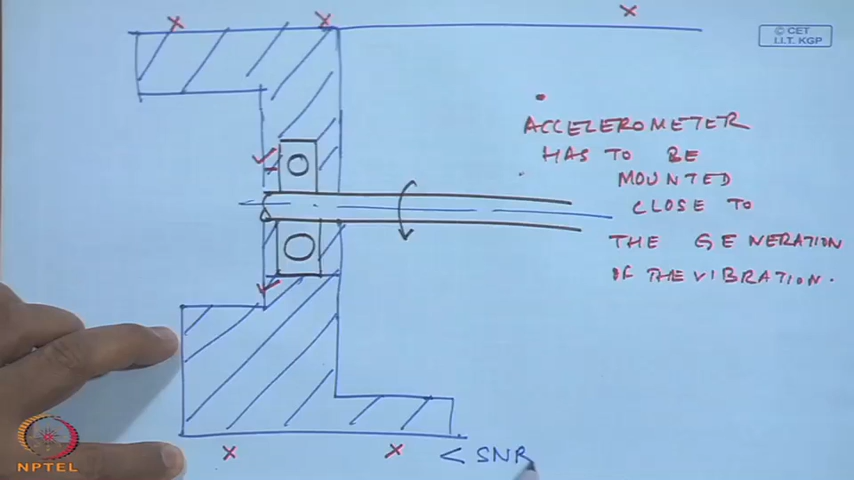 © CET
I.I.T. KGP
ACCELEROMETER
HAS TO BE
MOUNTED
CLOSE TO
THE GENERATION
OF THE VIBRATION.
< SNR
NPTEL